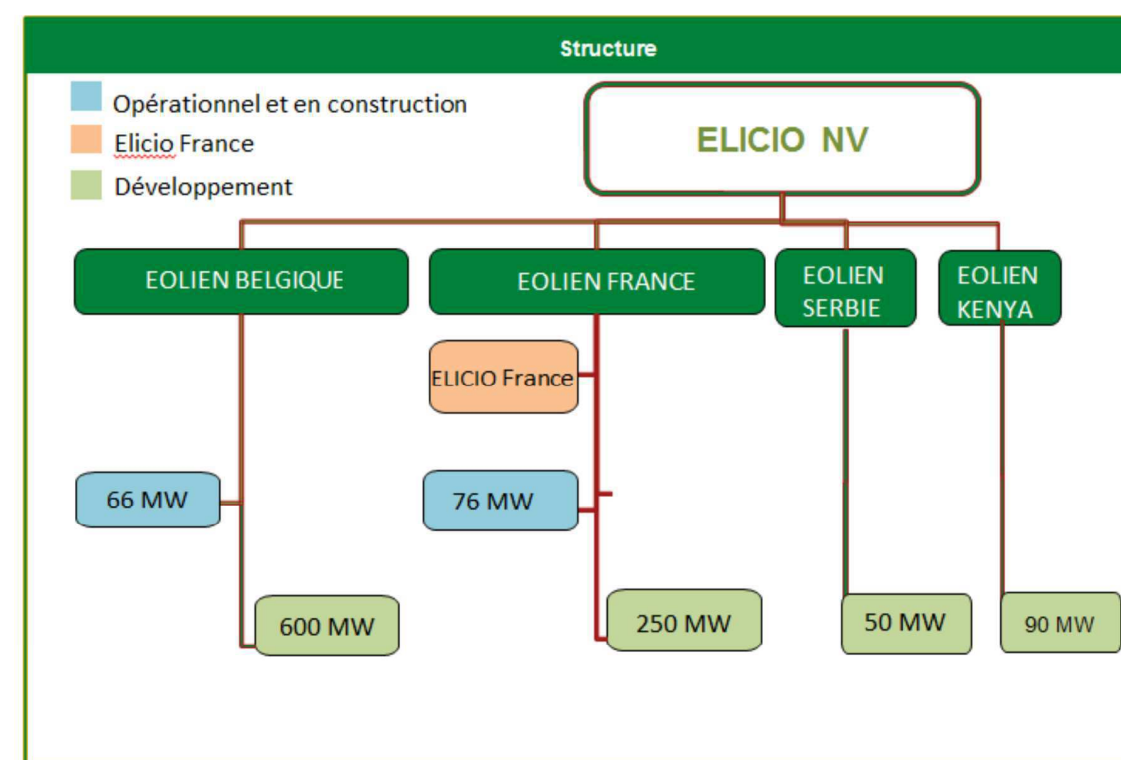 Structure
Opérationnel et en construction
Elicio France
Développement
ELICIO NV
EOLIEN BELGIQUE
EOLIEN FRANCE
EOLIEN
SERBIE
EOLIEN
KENYA
ELICIO France
66 MW
76 MW
600 MW
250 MW
50 MW
90 MW